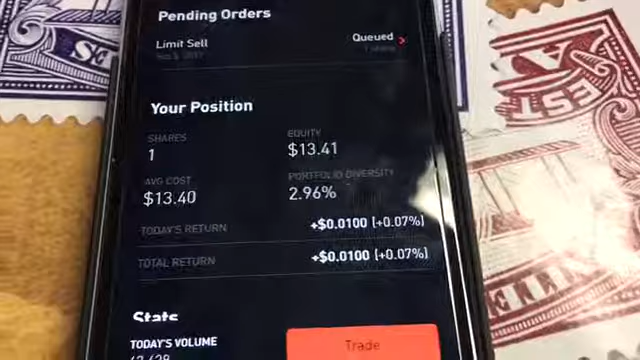 Pending Orders
Limit Sell
Queued
Your Position
SHARES
EQUITY
1
$13.41
AVG COST
PORTFOLIO DIVERSITY
$13.40
2.96%
TODAY'S RETURN
+$0.0100 (+0.07%)
TOTAL RETURN
+$0.0100 (+0.07%)
Stats
TODAY'S VOLUME
Trade